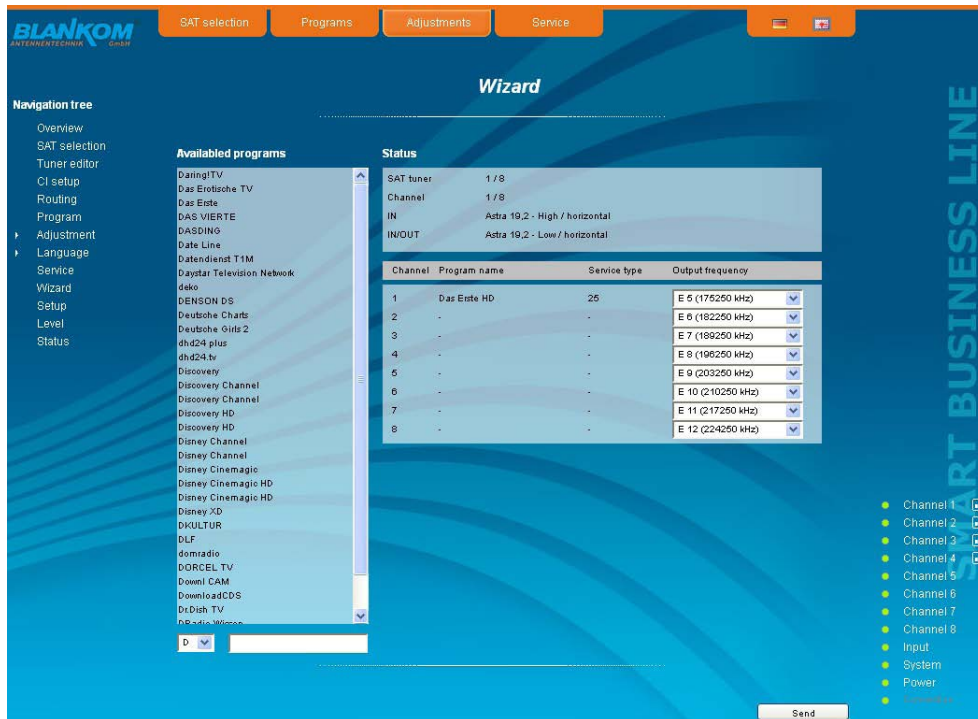 BLANKOM
ANTENNENTECHNIK GmbH
SAT selection
Programs
Adjustments
Service
Wizard
Navigation tree
Overview
SAT selection
Tuner editor
CI setup
Routing
Program
Adjustment
Language
Service
Wizard
Setup
Level
Status
Availabled programs
Daring!TV
Das Erotische TV
Das Erste
DAS VIERTE
DASDING
Date Line
Datendienst T1M
Daystar Television Network
deko
DENSON DS
Deutsche Charts
Deutsche Girls 2
dhd24 plus
dhd24.tv
Discovery
Discovery Channel
Discovery Channel
Discovery HD
Discovery HD
Disney Channel
Disney Channel
Disney Cinemagic
Disney Cinemagic HD
Disney Cinemagic HD
Disney XD
DKULTUR
DLF
domradio
DORCEL TV
Downl CAM
DownloadCDS
Dr.Dish TV
DRadio Wissen
D
Status
SAT tuner 1 / 8
Channel 1 / 8
IN Astra 19,2 - High / horizontal
IN/OUT Astra 19,2 - Low / horizontal
Channel Program name Service type Output frequency
1 Das Erste HD 25 E 5 (175250 kHz)
2 - - E 6 (182250 kHz)
3 - - E 7 (189250 kHz)
4 - - E 8 (196250 kHz)
5 - - E 9 (203250 kHz)
6 - - E 10 (210250 kHz)
7 - - E 11 (217250 kHz)
8 - - E 12 (224250 kHz)
SMART BUSINESS LINE
Channel 1
Channel 2
Channel 3
Channel 4
Channel 5
Channel 6
Channel 7
Channel 8
Input
System
Power
Send